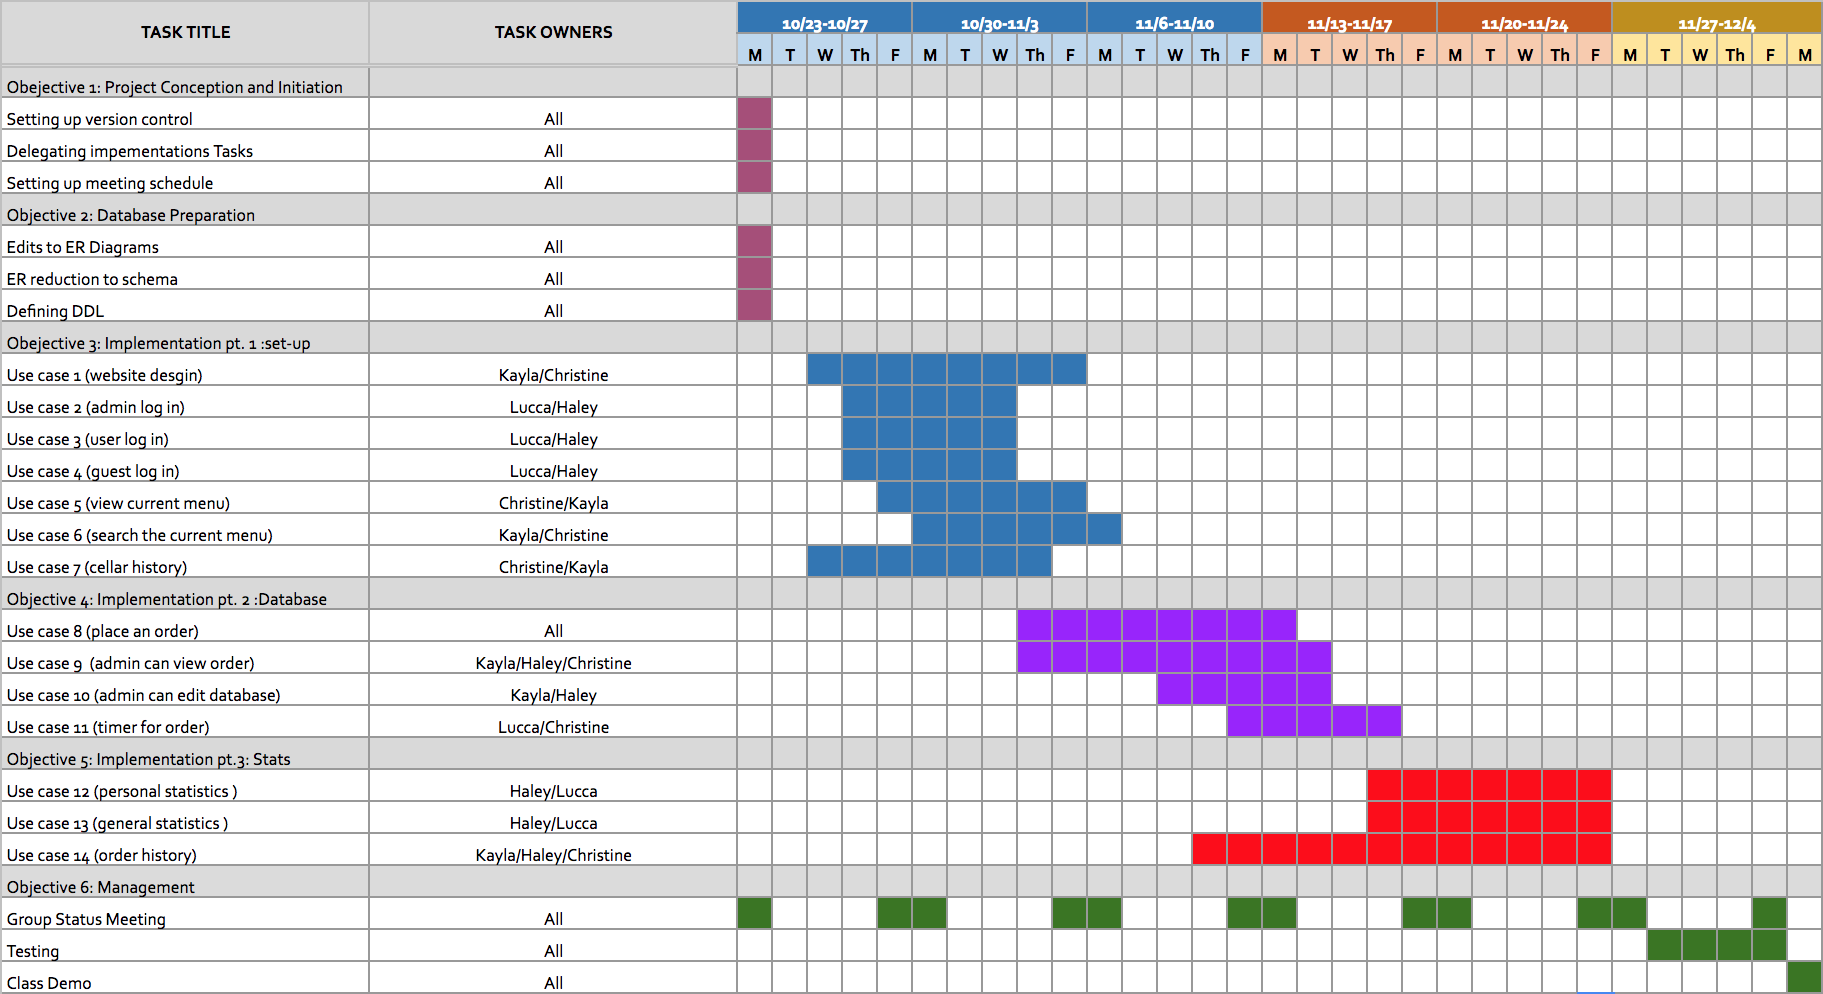 TASK TITLE TASK OWNERS 10/23-10/27 10/30-11/3 11/6-11/10 11/13-11/17 11/20-11/24 11/27-12/4
M T W Th F M T W Th F M T W Th F M T W Th F M T W Th F M T W Th F M
Obejective 1: Project Conception and Initiation
Setting up version control All
Delegating impementations Tasks All
Setting up meeting schedule All
Objective 2: Database Preparation
Edits to ER Diagrams All
ER reduction to schema All
Defining DDL All
Obejective 3: Implementation pt. 1 :set-up
Use case 1 (website desgin) Kayla/Christine
Use case 2 (admin log in) Lucca/Haley
Use case 3 (user log in) Lucca/Haley
Use case 4 (guest log in) Lucca/Haley
Use case 5 (view current menu) Christine/Kayla
Use case 6 (search the current menu) Kayla/Christine
Use case 7 (cellar history) Christine/Kayla
Objective 4: Implementation pt. 2 :Database
Use case 8 (place an order) All
Use case 9 (admin can view order) Kayla/Haley/Christine
Use case 10 (admin can edit database) Kayla/Haley
Use case 11 (timer for order) Lucca/Christine
Objective 5: Implementation pt.3: Stats
Use case 12 (personal statistics ) Haley/Lucca
Use case 13 (general statistics ) Haley/Lucca
Use case 14 (order history) Kayla/Haley/Christine
Objective 6: Management
Group Status Meeting All
Testing All
Class Demo All